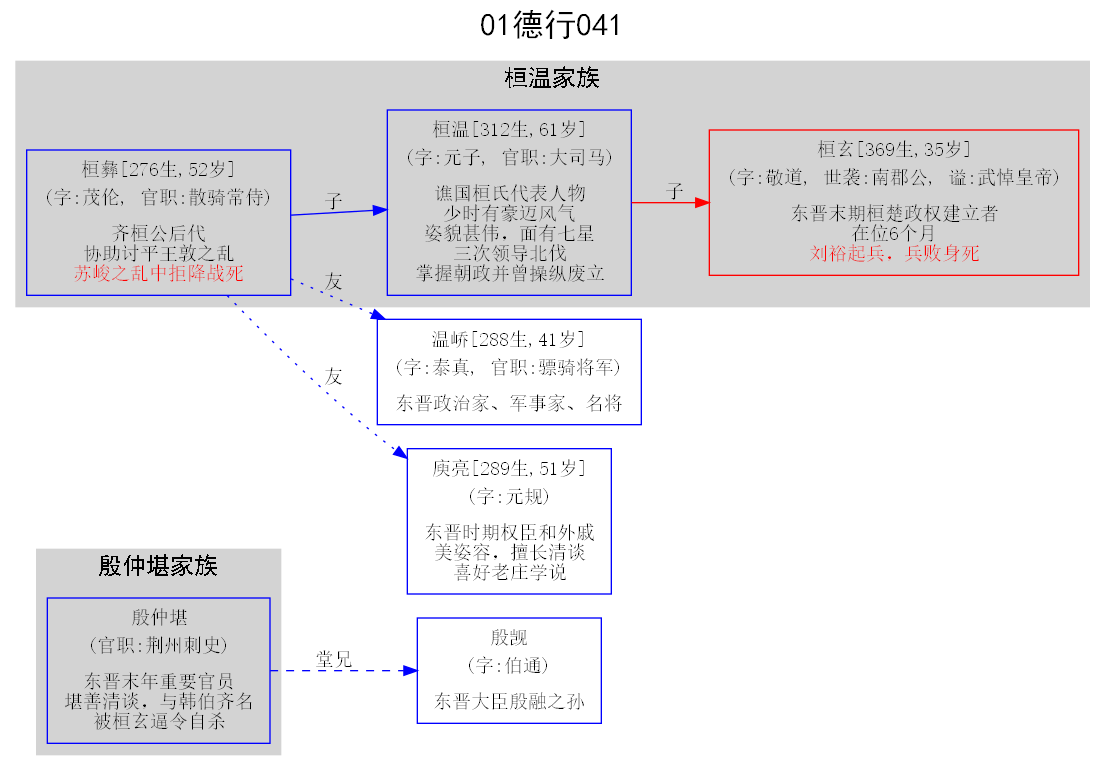 01德行041
桓温家族
桓彝[276生,52岁]
(字:茂伦, 官职:散骑常侍)
齐桓公后代
协助讨平王敦之乱
苏峻之乱中拒降战死
子
桓温[312生,61岁]
(字:元子, 官职:大司马)
谯国桓氏代表人物
少时有豪迈风气
姿貌甚伟，面有七星
三次领导北伐
掌握朝政并曾操纵废立
子
桓玄[369生,35岁]
(字:敬道, 世袭:南郡公, 谥:武悼皇帝)
东晋末期桓楚政权建立者
在位6个月
刘裕起兵，兵败身死
友
温峤[288生,41岁]
(字:泰真, 官职:骠骑将军)
东晋政治家、军事家、名将
友
庾亮[289生,51岁]
(字:元规)
东晋时期权臣和外戚
美姿容，擅长清谈
喜好老庄学说
殷仲堪家族
殷仲堪
(官职:荆州刺史)
东晋末年重要官员
堪善清谈，与韩伯齐名
被桓玄逼令自杀
堂兄
殷觊
(字:伯通)
东晋大臣殷融之孙